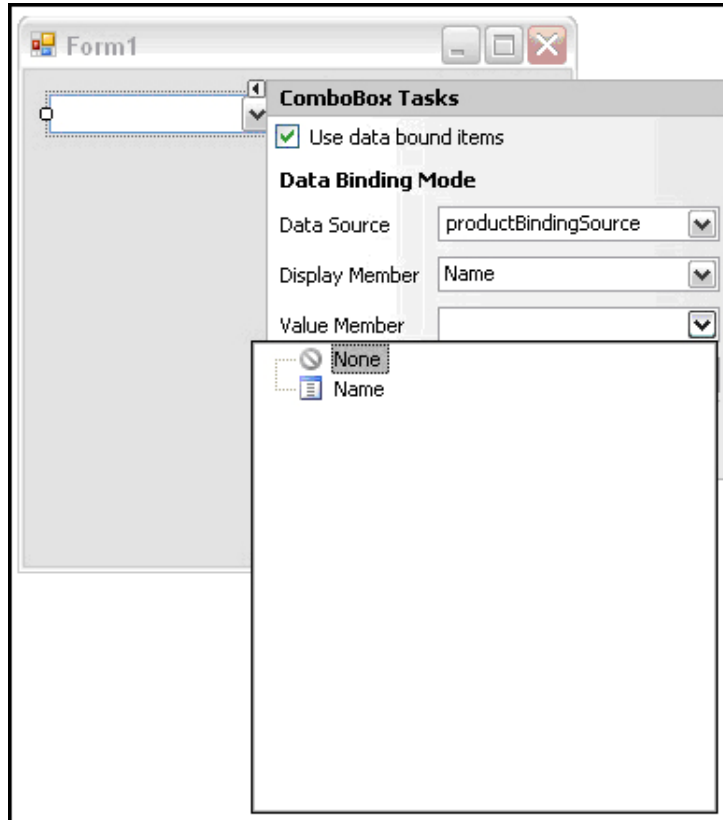 Form1
ComboBox Tasks
Use data bound items
Data Binding Mode
Data Source productBindingSource
Display Member Name
Value Member
None
Name